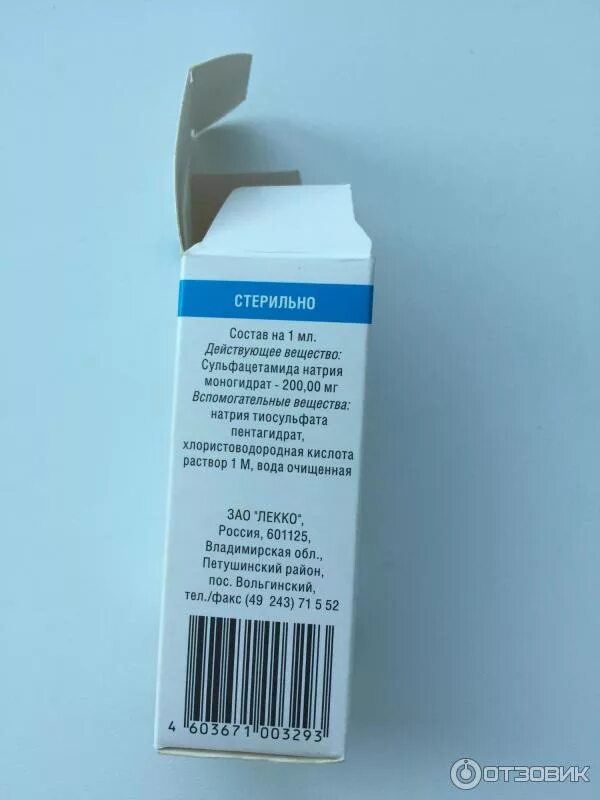 СТЕРИЛЬНО
Состав на 1 мл.
Действующее вещество:
Сульфацетамида натрия
моногидрат - 200,00 мг
Вспомогательные вещества:
натрия тиосульфата
пентагидрат,
хлористоводородная кислота
раствор 1 М, вода очищенная
ЗАО "ЛЕККО",
Россия, 601125,
Владимирская обл.,
Петушинский район,
пос. Вольгинский,
тел./факс (49 243) 71 5 52
4 603671 003293
ОТЗОВИК